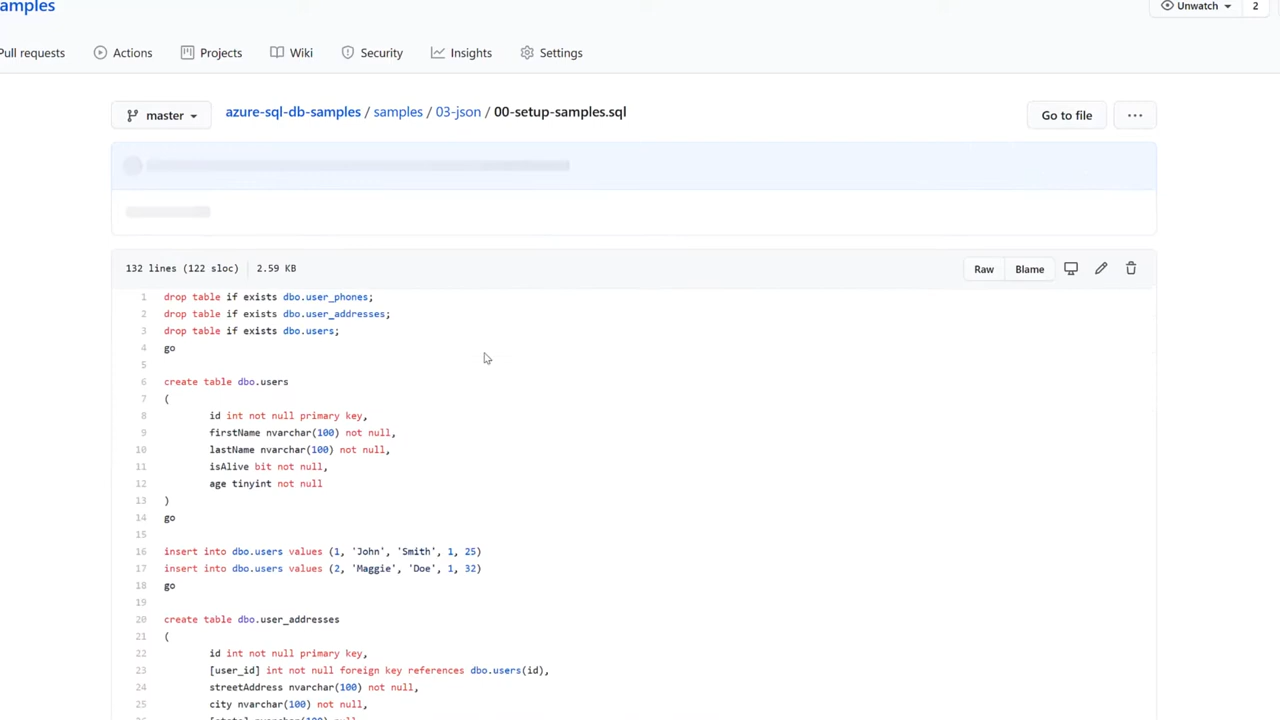 amples
Unwatch 2
Pull requests Actions Projects Wiki Security Insights Settings
master azure-sql-db-samples / samples / 03-json / 00-setup-samples.sql Go to file ...
132 lines (122 sloc) 2.59 KB Raw Blame
1 drop table if exists dbo.user_phones;
2 drop table if exists dbo.user_addresses;
3 drop table if exists dbo.users;
4 go
5
6 create table dbo.users
7 (
8 id int not null primary key,
9 firstName nvarchar(100) not null,
10 lastName nvarchar(100) not null,
11 isAlive bit not null,
12 age tinyint not null
13 )
14 go
15
16 insert into dbo.users values (1, 'John', 'Smith', 1, 25)
17 insert into dbo.users values (2, 'Maggie', 'Doe', 1, 32)
18 go
19
20 create table dbo.user_addresses
21 (
22 id int not null primary key,
23 [user_id] int not null foreign key references dbo.users(id),
24 streetAddress nvarchar(100) not null,
25 city nvarchar(100) not null,